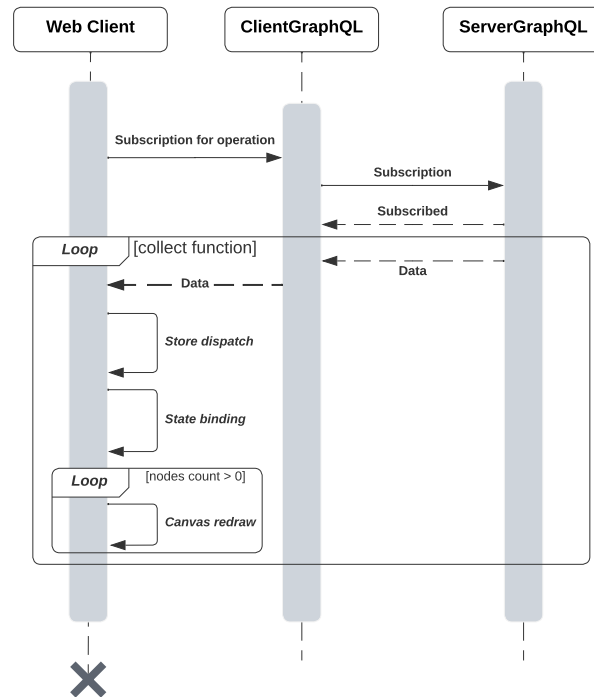 Web Client
ClientGraphQL
ServerGraphQL
Subscription for operation
Subscription
Subscribed
Loop
[collect function]
Data
Data
Store dispatch
State binding
Loop
[nodes count > 0]
Canvas redraw